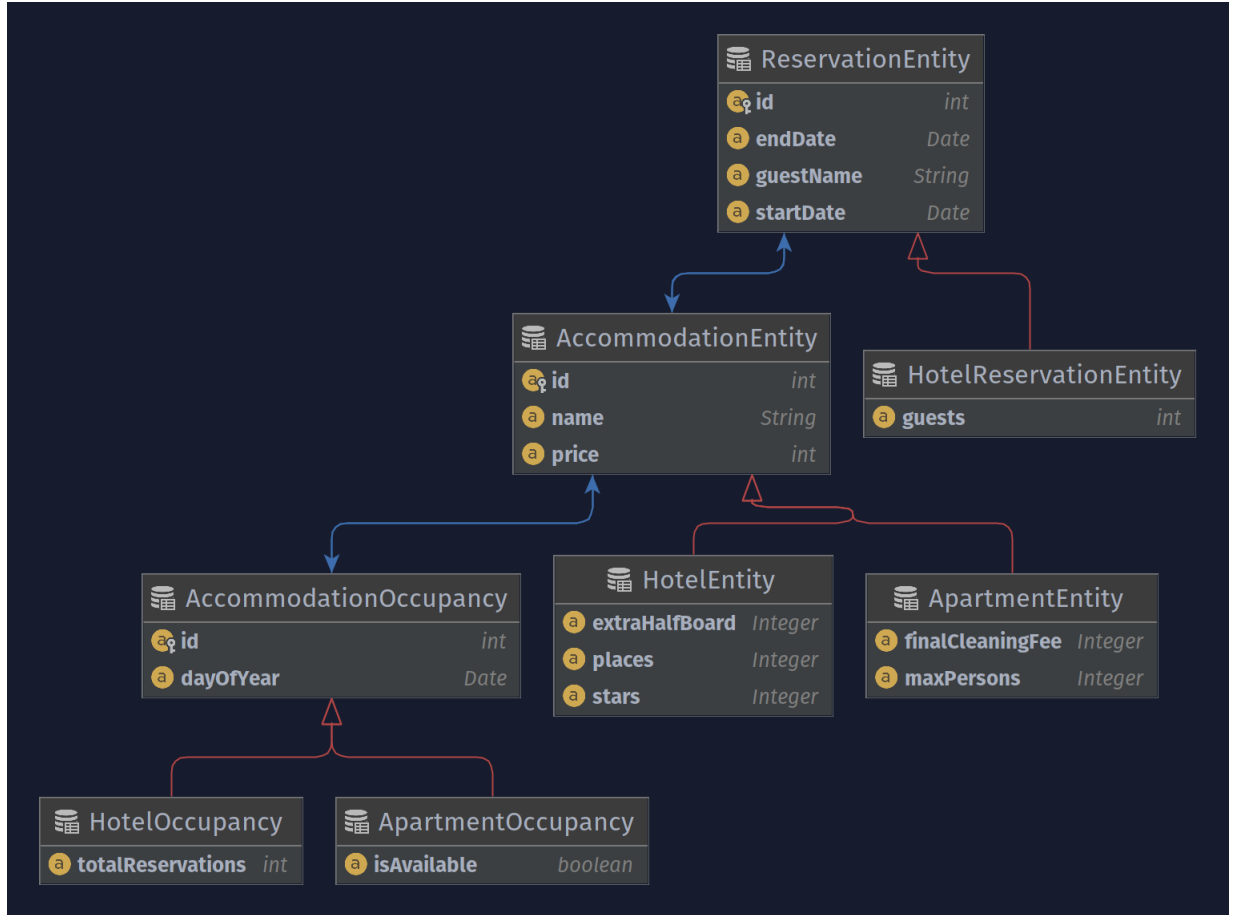 ReservationEntity
id int
endDate Date
guestName String
startDate Date
AccommodationEntity
id int
name String
price int
HotelReservationEntity
guests int
AccommodationOccupancy
id int
dayOfYear Date
HotelEntity
extraHalfBoard Integer
places Integer
stars Integer
ApartmentEntity
finalCleaningFee Integer
maxPersons Integer
HotelOccupancy
totalReservations int
ApartmentOccupancy
isAvailable boolean